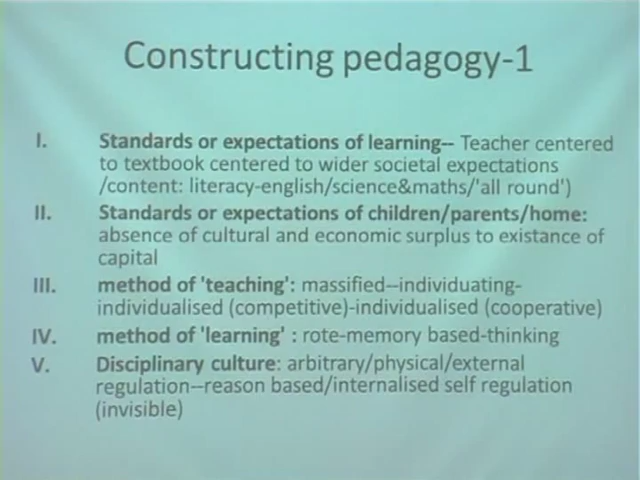 Constructing pedagogy-1
I. Standards or expectations of learning-- Teacher centered
to textbook centered to wider societal expectations
/content: literacy-english/science&maths/'all round')
II. Standards or expectations of children/parents/home:
absence of cultural and economic surplus to existance of
capital
III. method of 'teaching': massified--individuating-
individualised (competitive)-individualised (cooperative)
IV. method of 'learning' : rote-memory based-thinking
V. Disciplinary culture: arbitrary/physical/external
regulation--reason based/internalised self regulation
(invisible)